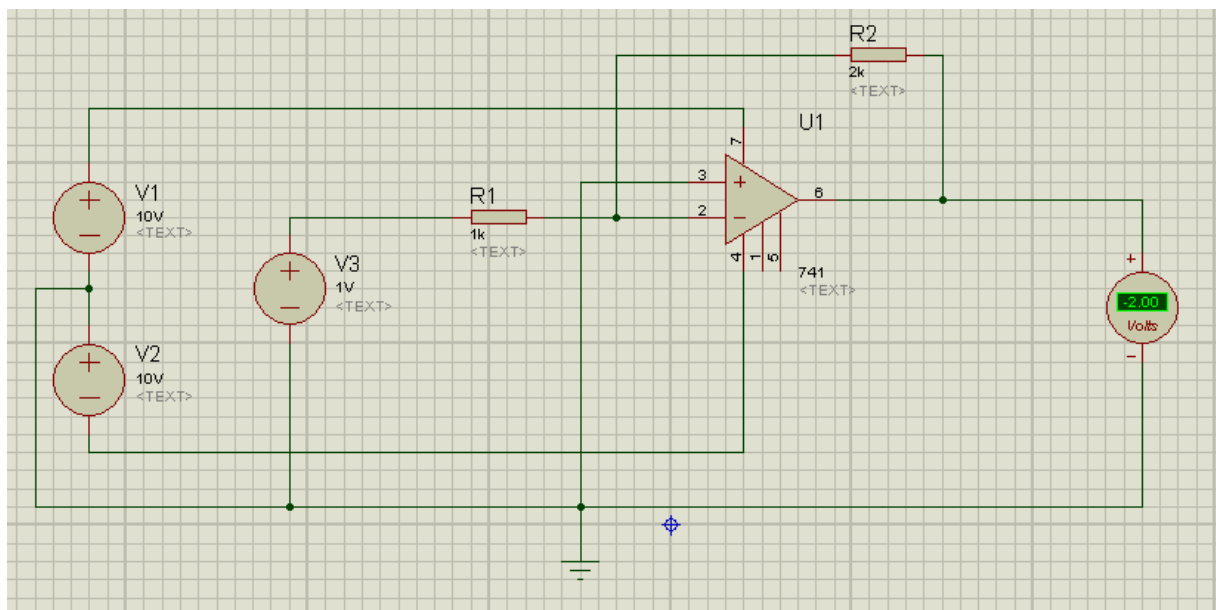 R2
2k
<TEXT>
U1
7
V1
10V
<TEXT>
3
6
R1
2
1k
<TEXT>
V3
1V
<TEXT>
4
1
5
741
<TEXT>
+
-2.00
Volts
−
V2
10V
<TEXT>